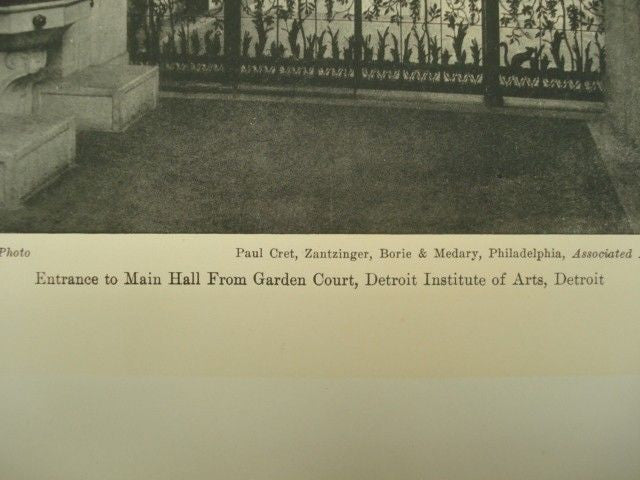 Photo
Paul Cret, Zantzinger, Borie & Medary, Philadelphia, Associated
Entrance to Main Hall From Garden Court, Detroit Institute of Arts, Detroit